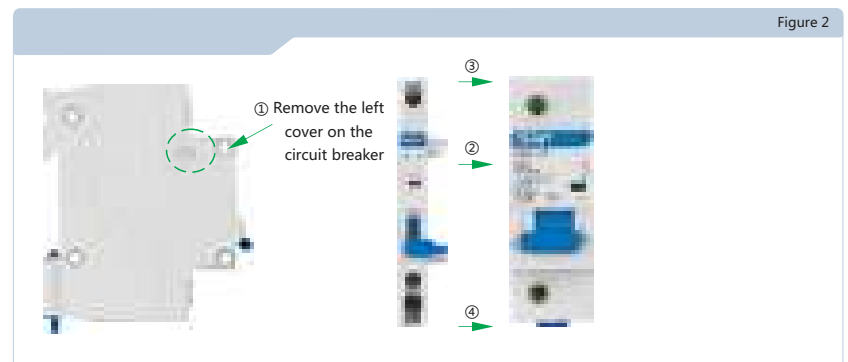 Figure 2
① Remove the left
cover on the
circuit breaker
③
②
④